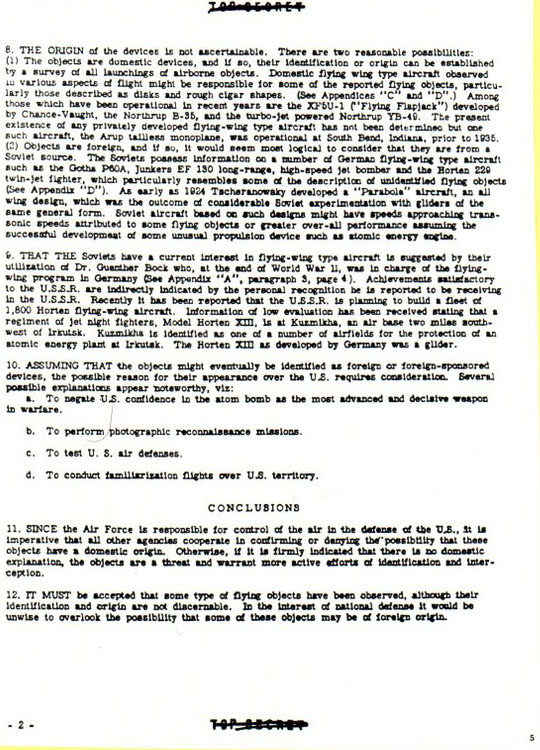 TOP SECRET
8. THE ORIGIN of the devices is not ascertainable. There are two reasonable possibilities:
(1) The objects are domestic devices, and if so, their identification or origin can be established
by a survey of all launchings of airborne objects. Domestic flying wing type aircraft observed
in various aspects of flight might be responsible for some of the reported flying objects, particu-
larly those described as disks and rough cigar shapes. (See Appendices "C" and "D".) Among
those which have been operational in recent years are the XF5U-1 ("Flying Flapjack") developed
by Chance-Vaught, the Northrup B-35, and the turbo-jet powered Northrup YB-49. The present
existence of any privately developed flying-wing type aircraft has not been determined but one
such aircraft, the Arup tailless monoplane, was operational at South Bend, Indiana, prior to 1935.
(2) Objects are foreign, and if so, it would seem most logical to consider that they are from a
Soviet source. The Soviets possess information on a number of German flying-wing type aircraft
such as the Gotha P60A, Junkers EF 130 long-range, high-speed jet bomber and the Horten 229
twin-jet fighter, which particularly resembles some of the description of unidentified flying objects
(See Appendix "D"). As early as 1924 Tscheranowsky developed a "Parabola" aircraft, an all
wing design, which was the outcome of considerable Soviet experimentation with gliders of the
same general form. Soviet aircraft based on such designs might have speeds approaching trans-
sonic speeds attributed to some flying objects or greater over-all performance assuming the
successful development of some unusual propulsion device such as atomic energy engine.
9. THAT THE Soviets have a current interest in flying-wing type aircraft is suggested by their
utilization of Dr. Guenther Bock who, at the end of World War II, was in charge of the flying-
wing program in Germany (See Appendix "A", paragraph 3, page 4). Achievements satisfactory
to the U.S.S.R. are indirectly indicated by the personal recognition he is reported to be receiving
in the U.S.S.R. Recently it has been reported that the U.S.S.R. is planning to build a fleet of
1,800 Horten flying-wing aircraft. Information of low evaluation has been received stating that a
regiment of jet night fighters, Model Horten XIII, is at Kuzmikha, an air base two miles south-
west of Irkutsk. Kuzmikha is identified as one of a number of airfields for the protection of an
atomic energy plant at Irkutsk. The Horten XIII as developed by Germany was a glider.
10. ASSUMING THAT the objects might eventually be identified as foreign or foreign-sponsored
devices, the possible reason for their appearance over the U.S. requires consideration. Several
possible explanations appear noteworthy, viz:
a. To negate U.S. confidence in the atom bomb as the most advanced and decisive weapon
in warfare.
b. To perform photographic reconnaissance missions.
c. To test U. S. air defenses.
d. To conduct familiarization flights over U.S. territory.
CONCLUSIONS
11. SINCE the Air Force is responsible for control of the air in the defense of the U.S., it is
imperative that all other agencies cooperate in confirming or denying the possibility that these
objects have a domestic origin. Otherwise, if it is firmly indicated that there is no domestic
explanation, the objects are a threat and warrant more active efforts of identification and inter-
ception.
12. IT MUST be accepted that some type of flying objects have been observed, although their
identification and origin are not discernable. In the interest of national defense it would be
unwise to overlook the possibility that some of these objects may be of foreign origin.
- 2 -
TOP SECRET
5